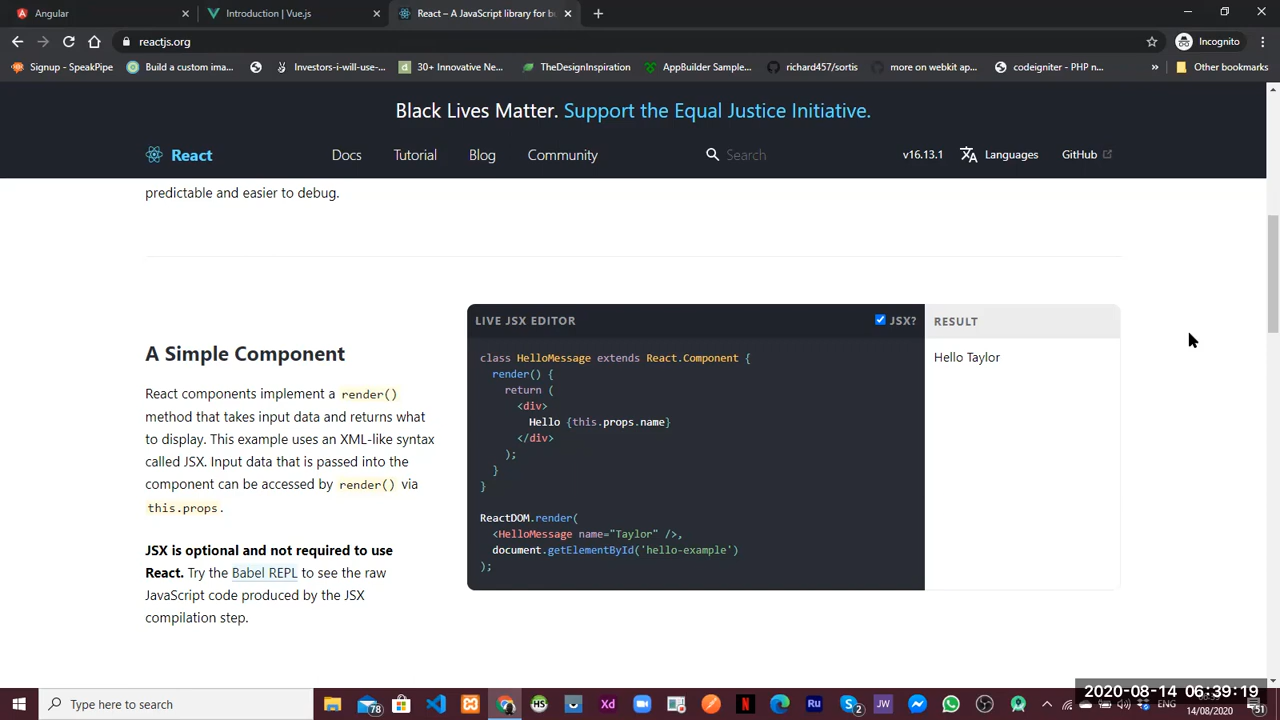 Angular
Introduction | Vue.js
React – A JavaScript library for bu
reactjs.org
Incognito
Signup - SpeakPipe
Build a custom ima...
Investors-i-will-use-...
30+ Innovative Ne...
TheDesignInspiration
AppBuilder Sample...
richard457/sortis
more on webkit ap...
codeigniter - PHP n...
»
Other bookmarks
Black Lives Matter. Support the Equal Justice Initiative.
React
Docs
Tutorial
Blog
Community
Search
v16.13.1
Languages
GitHub
predictable and easier to debug.
A Simple Component
React components implement a render()
method that takes input data and returns what
to display. This example uses an XML-like syntax
called JSX. Input data that is passed into the
component can be accessed by render() via
this.props.
JSX is optional and not required to use
React. Try the Babel REPL to see the raw
JavaScript code produced by the JSX
compilation step.
LIVE JSX EDITOR
JSX?
class HelloMessage extends React.Component {
render() {
return (
<div>
Hello {this.props.name}
</div>
);
}
}
ReactDOM.render(
<HelloMessage name="Taylor" />,
document.getElementById('hello-example')
);
RESULT
Hello Taylor
Type here to search
78
HS
Xd
Ru
2
JW
ENG
2020-08-14 06:39:19
14/08/2020
51